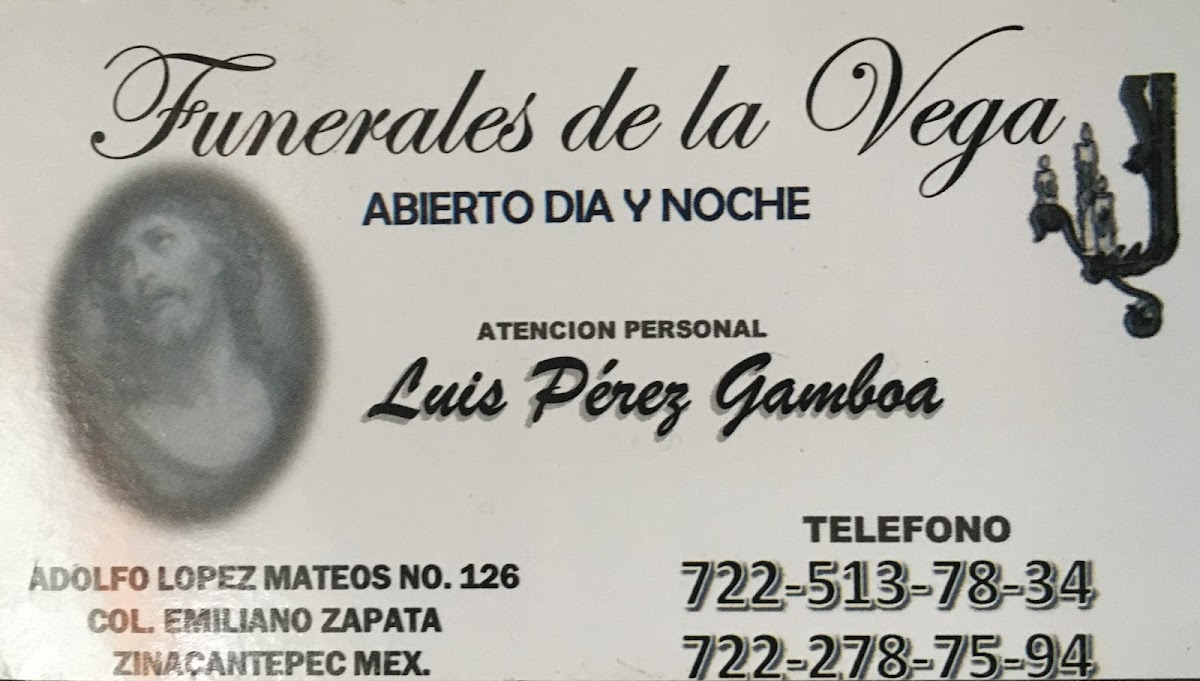 Funerales de la Vega
ABIERTO DIA Y NOCHE
ATENCION PERSONAL
Luis Pérez Gamboa
TELEFONO
722-513-78-34
722-278-75-94
ADOLFO LOPEZ MATEOS NO. 126
COL. EMILIANO ZAPATA
ZINACANTEPEC MEX.